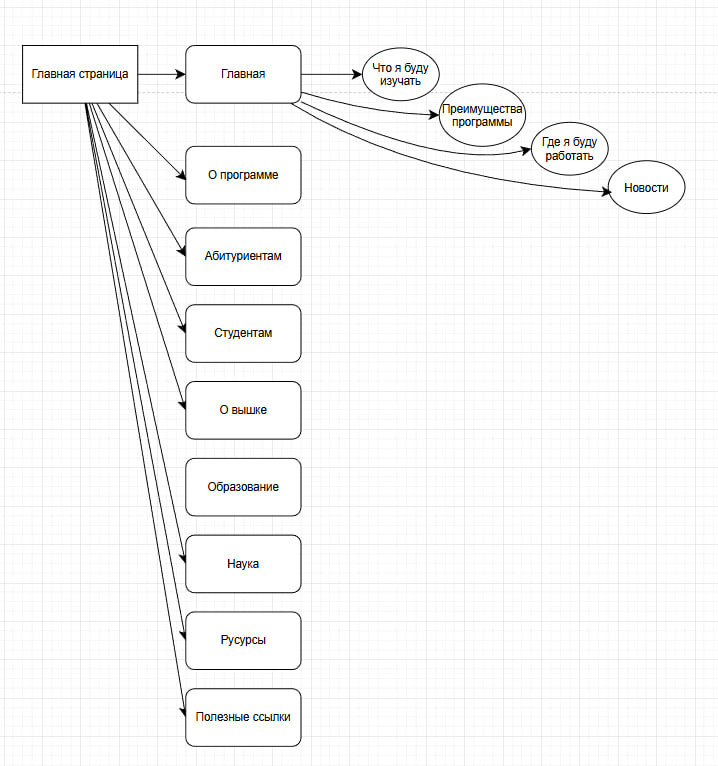 Главная страница
Главная
Что я буду
изучать
Преимущества
программы
Где я буду
работать
Новости
О программе
Абитуриентам
Студентам
О вышке
Образование
Наука
Русурсы
Полезные ссылки